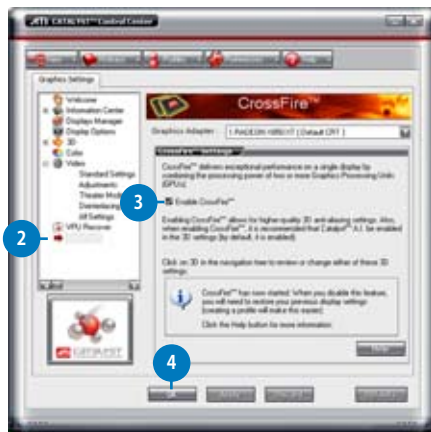 ATI CATALYST™ Control Center
Graphics Settings
Welcome
Information Center
Displays Manager
Display Options
3D
Color
Video
Standard Settings
Adjustments
Theater Mode
Deinterlacing
All Settings
VPU Recover
2
CrossFire™
Graphics Adapter:
CrossFire™ Settings
CrossFire™ delivers exceptional performance on a single display by
combining the processing power of two or more Graphics Processing Units
(GPUs).
3
Enable CrossFire™
Enabling CrossFire™ allows for higher-quality 3D anti-aliasing settings. Also,
when enabling CrossFire™, it is recommended that Catalyst™ A.I. be enabled
in the 3D settings (by default, it is enabled).
Click on 3D in the navigation tree to review or change either of these 3D
settings.
CrossFire™ has now started. When you disable this feature,
you will need to restore your previous display settings
(creating a profile will make this easier).
Click the Help button for more information.
CATALYST
4